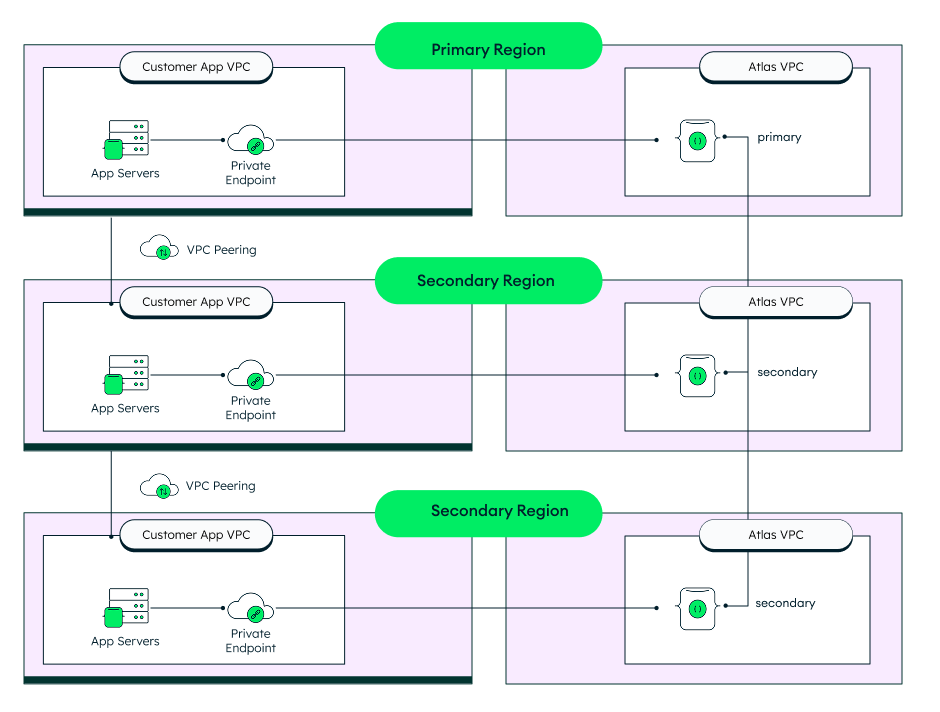 Primary Region
Customer App VPC
Atlas VPC
App Servers
Private
Endpoint
primary
VPC Peering
Secondary Region
Customer App VPC
Atlas VPC
App Servers
Private
Endpoint
secondary
VPC Peering
Secondary Region
Customer App VPC
Atlas VPC
App Servers
Private
Endpoint
secondary